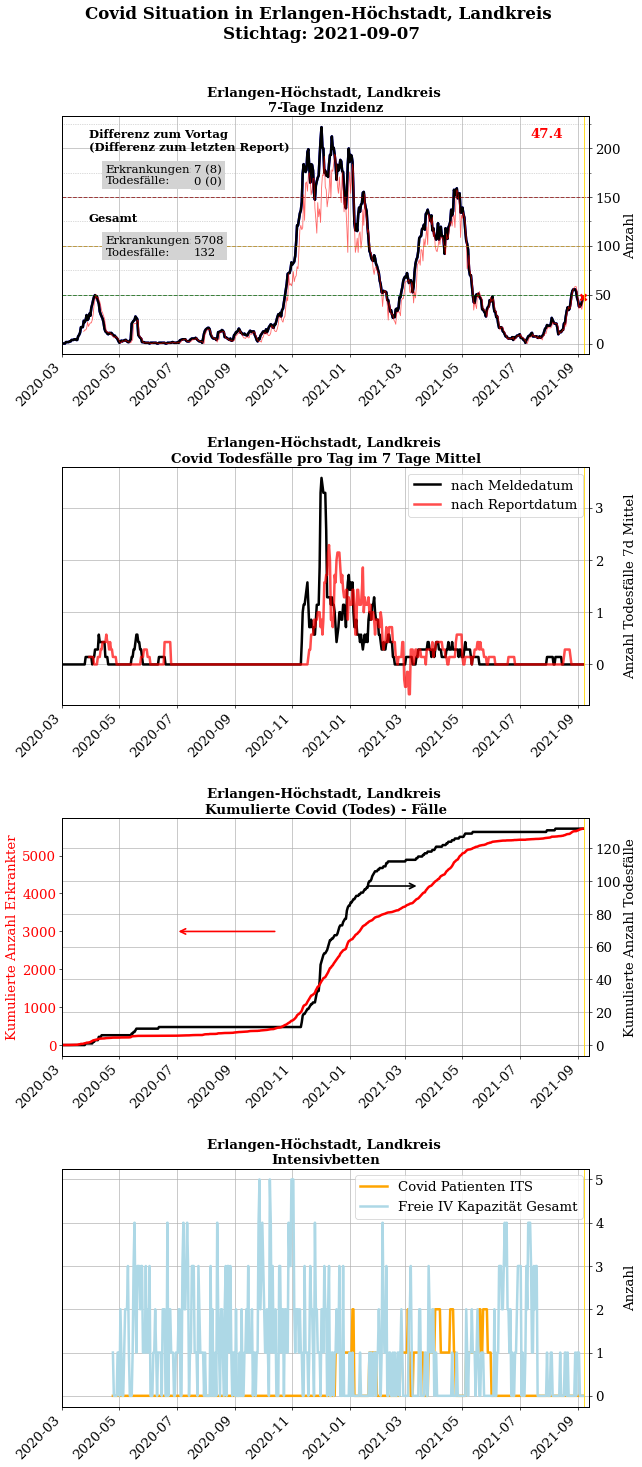 Covid Situation in Erlangen-Höchstadt, Landkreis
Stichtag: 2021-09-07
Erlangen-Höchstadt, Landkreis
7-Tage Inzidenz
Differenz zum Vortag
(Differenz zum letzten Report)
Erkrankungen 7 (8)
Todesfälle: 0 (0)
Gesamt
Erkrankungen 5708
Todesfälle: 132
47.4
200
150
100
50
0
Anzahl
2020-03
2020-05
2020-07
2020-09
2020-11
2021-01
2021-03
2021-05
2021-07
2021-09
Erlangen-Höchstadt, Landkreis
Covid Todesfälle pro Tag im 7 Tage Mittel
nach Meldedatum
nach Reportdatum
3
2
1
0
Anzahl Todesfälle 7d Mittel
2020-03
2020-05
2020-07
2020-09
2020-11
2021-01
2021-03
2021-05
2021-07
2021-09
Erlangen-Höchstadt, Landkreis
Kumulierte Covid (Todes) - Fälle
Kumulierte Anzahl Erkrankter
5000
4000
3000
2000
1000
0
120
100
80
60
40
20
0
Kumulierte Anzahl Todesfälle
2020-03
2020-05
2020-07
2020-09
2020-11
2021-01
2021-03
2021-05
2021-07
2021-09
Erlangen-Höchstadt, Landkreis
Intensivbetten
Covid Patienten ITS
Freie IV Kapazität Gesamt
5
4
3
2
1
0
Anzahl
2020-03
2020-05
2020-07
2020-09
2020-11
2021-01
2021-03
2021-05
2021-07
2021-09